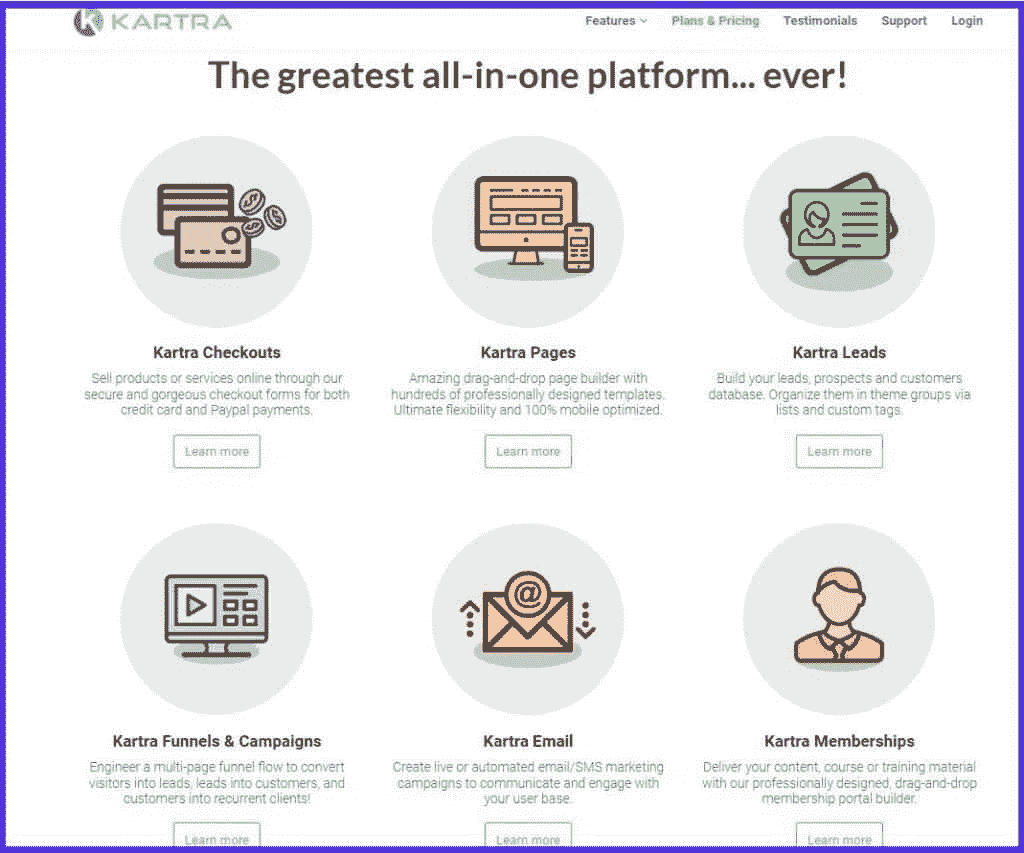 KARTRA
Features Plans & Pricing Testimonials Support Login
The greatest all-in-one platform... ever!
Kartra Checkouts
Sell products or services online through our
secure and gorgeous checkout forms for both
credit card and Paypal payments.
Learn more
Kartra Pages
Amazing drag-and-drop page builder with
hundreds of professionally designed templates.
Ultimate flexibility and 100% mobile optimized.
Learn more
Kartra Leads
Build your leads, prospects and customers
database. Organize them in theme groups via
lists and custom tags.
Learn more
Kartra Funnels & Campaigns
Engineer a multi-page funnel flow to convert
visitors into leads, leads into customers, and
customers into recurrent clients!
Learn more
Kartra Email
Create live or automated email/SMS marketing
campaigns to communicate and engage with
your user base.
Learn more
Kartra Memberships
Deliver your content, course or training material
with our professionally designed, drag-and-drop
membership portal builder.
Learn more